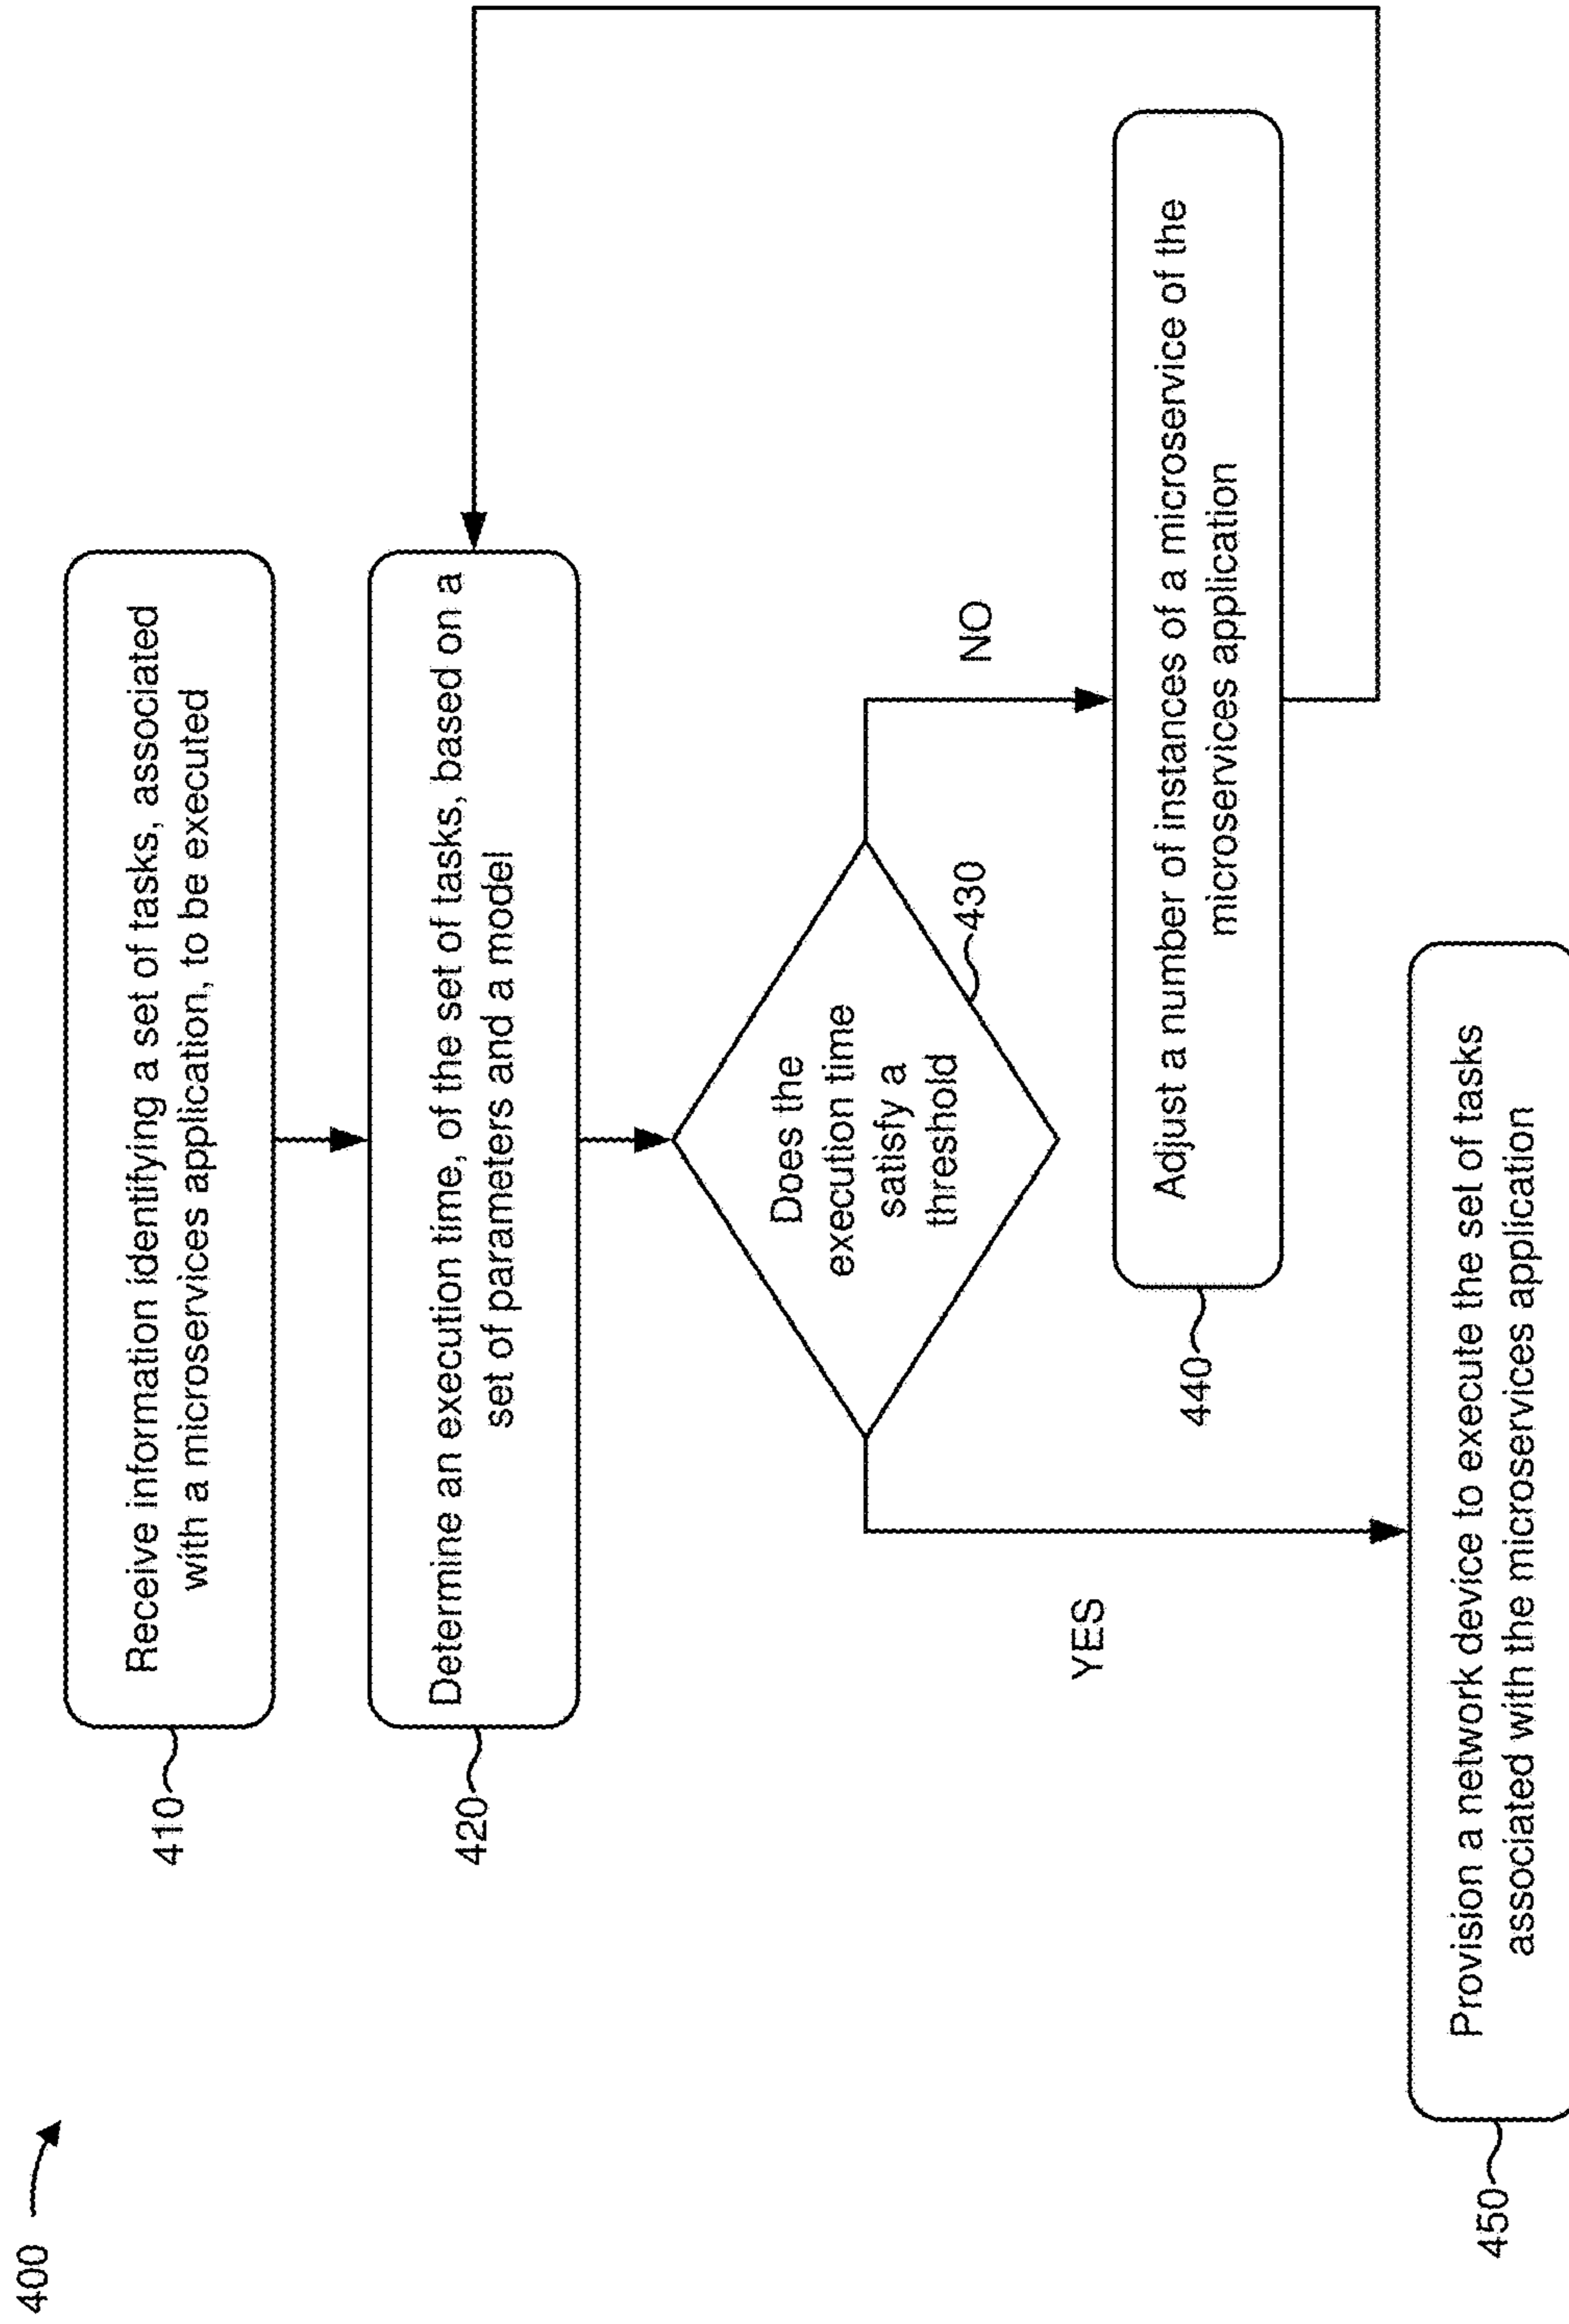 400
410
Receive information identifying a set of tasks, associated
with a microservices application, to be executed
420
Determine an execution time, of the set of tasks, based on a
set of parameters and a model
Does the
execution time
satisfy a
threshold
430
NO
YES
440
Adjust a number of instances of a microservice of the
microservices application
450
Provision a network device to execute the set of tasks
associated with the microservices application